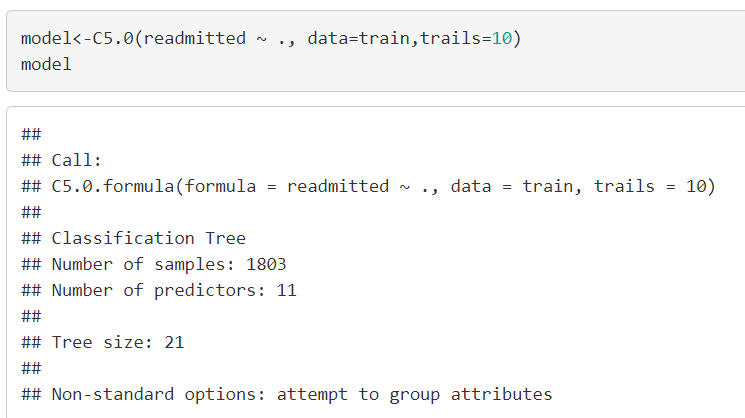 model<-C5.0(readmitted ~ ., data=train,trails=10)
model
##
## Call:
## C5.0.formula(formula = readmitted ~ ., data = train, trails = 10)
##
## Classification Tree
## Number of samples: 1803
## Number of predictors: 11
##
## Tree size: 21
##
## Non-standard options: attempt to group attributes